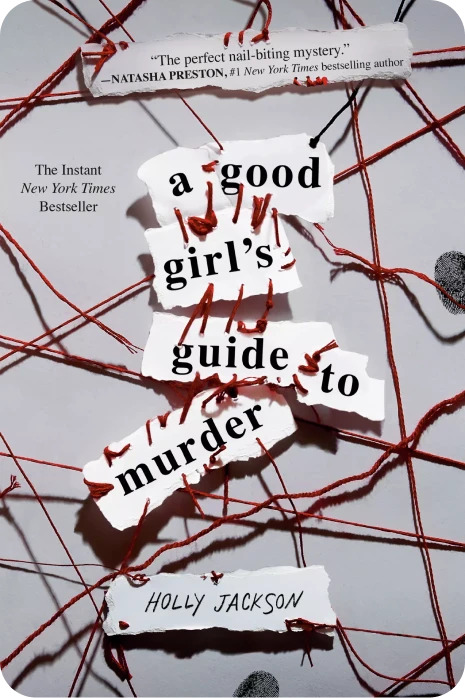 “The perfect nail-biting mystery.”
—NATASHA PRESTON, #1 New York Times bestselling author
The Instant
New York Times
Bestseller
a good
girl’s
guide to
murder
HOLLY JACKSON